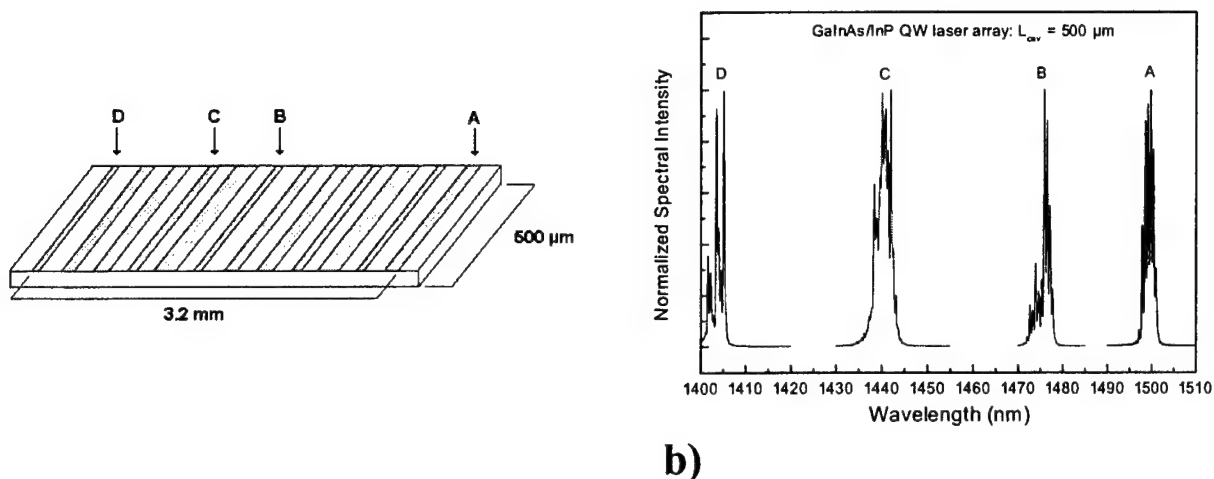 D C B A
500 µm
3.2 mm
GaInAs/InP QW laser array: L_cav = 500 µm
D C B A
Normalized Spectral Intensity
1400 1410 1420 1430 1440 1450 1460 1470 1480 1490 1500 1510
Wavelength (nm)
b)